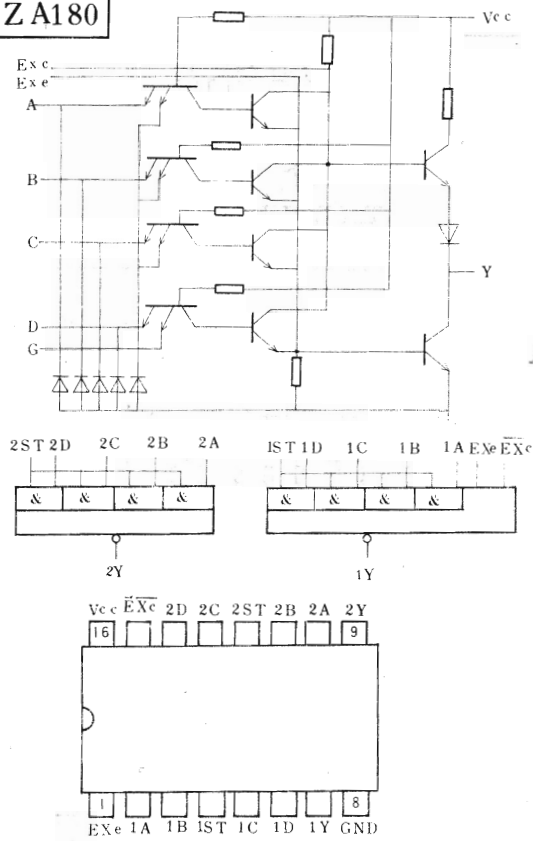 Z A180
Vcc
Exc
Exe
A
B
C
Y
D
G
2ST 2D 2C 2B 2A
1ST 1D 1C 1B 1A EXe E̅X̅c
& & & &
& & & &
2Y
1Y
Vcc E̅X̅c̅ 2D 2C 2ST 2B 2A 2Y
16 9
1 8
EXe 1A 1B 1ST 1C 1D 1Y GND